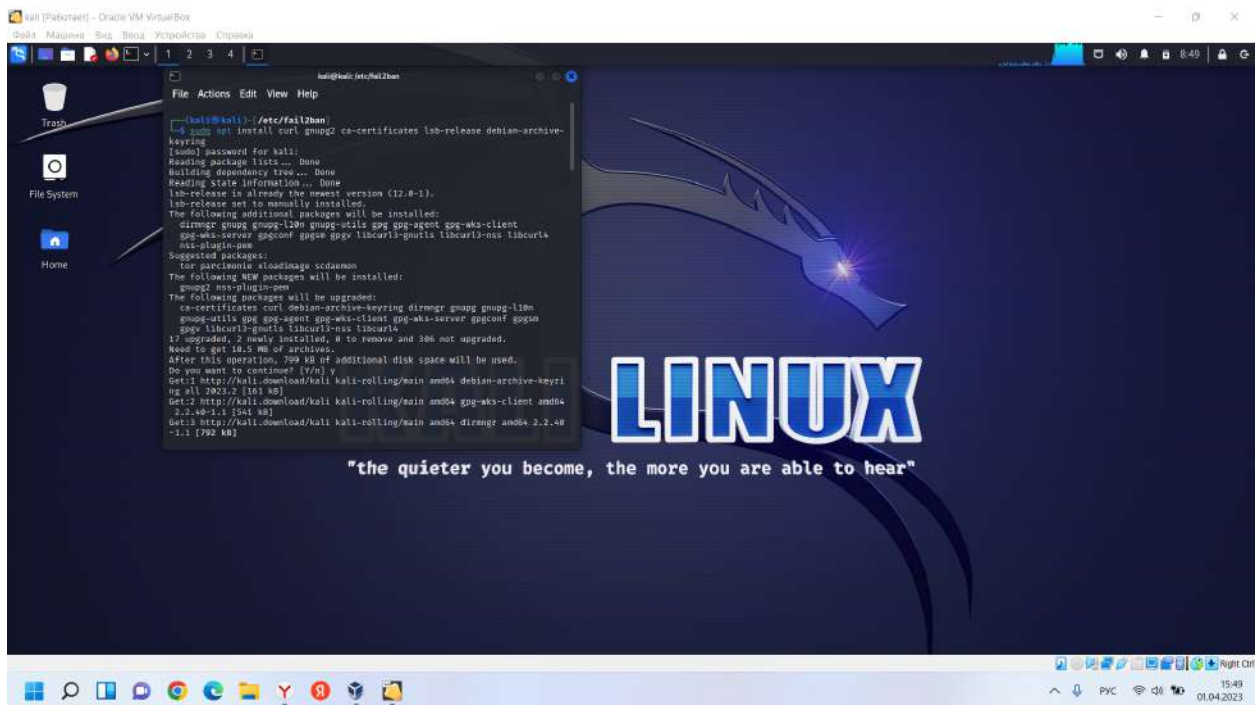 kali [Работает] - Oracle VM VirtualBox
Файл Машина Вид Ввод Устройства Справка
1 2 3 4
8:49
kali@kali: /etc/fail2ban
File Actions Edit View Help
(kali㉿kali)-[/etc/fail2ban]
$ sudo apt install curl gnupg2 ca-certificates lsb-release debian-archive-
keyring
[sudo] password for kali:
Reading package lists... Done
Building dependency tree... Done
Reading state information... Done
lsb-release is already the newest version (12.0-1).
lsb-release set to manually installed.
The following additional packages will be installed:
dirmngr gnupg gnupg-l10n gnupg-utils gpg gpg-agent gpg-wks-client
gpg-wks-server gpgconf gpgsm gpgv libcurl3-gnutls libcurl3-nss libcurl4
nss-plugin-pem
Suggested packages:
tor parcimonie xloadimage scdaemon
The following NEW packages will be installed:
gnupg2 nss-plugin-pem
The following packages will be upgraded:
ca-certificates curl debian-archive-keyring dirmngr gnupg gnupg-l10n
gnupg-utils gpg gpg-agent gpg-wks-client gpg-wks-server gpgconf gpgsm
gpgv libcurl3-gnutls libcurl3-nss libcurl4
17 upgraded, 2 newly installed, 0 to remove and 306 not upgraded.
Need to get 10.5 MB of archives.
After this operation, 799 kB of additional disk space will be used.
Do you want to continue? [Y/n] y
Get:1 http://kali.download/kali kali-rolling/main amd64 debian-archive-keyri
ng all 2023.2 [161 kB]
Get:2 http://kali.download/kali kali-rolling/main amd64 gpg-wks-client amd64
2.2.40-1.1 [541 kB]
Get:3 http://kali.download/kali kali-rolling/main amd64 dirmngr amd64 2.2.40
-1.1 [792 kB]
Trash
File System
Home
KALI LINUX
"the quieter you become, the more you are able to hear"
Right Ctrl
РУС
15:49
01.04.2023